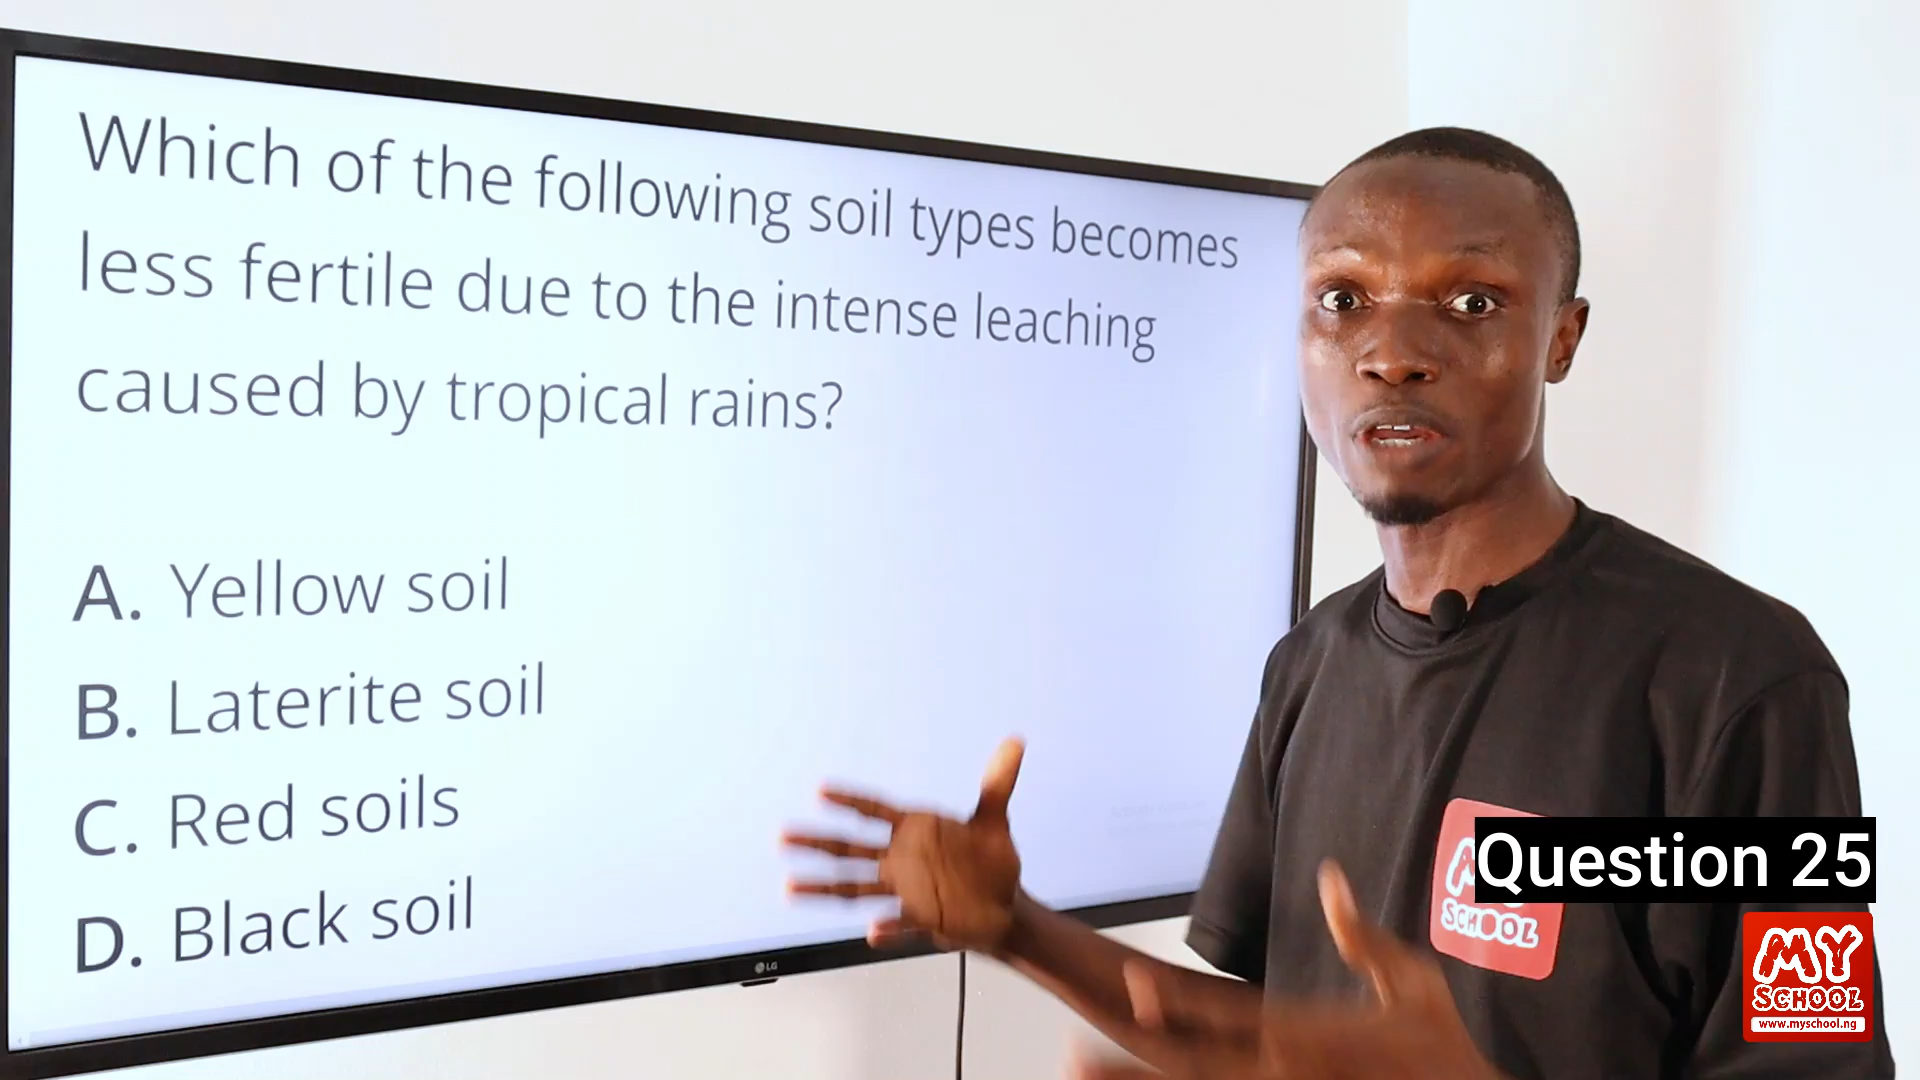 Which of the following soil types becomes
less fertile due to the intense leaching
caused by tropical rains?
A. Yellow soil
B. Laterite soil
C. Red soils
D. Black soil
LG
SCHOOL
Question 25
MY
SCHOOL
www.myschool.ng